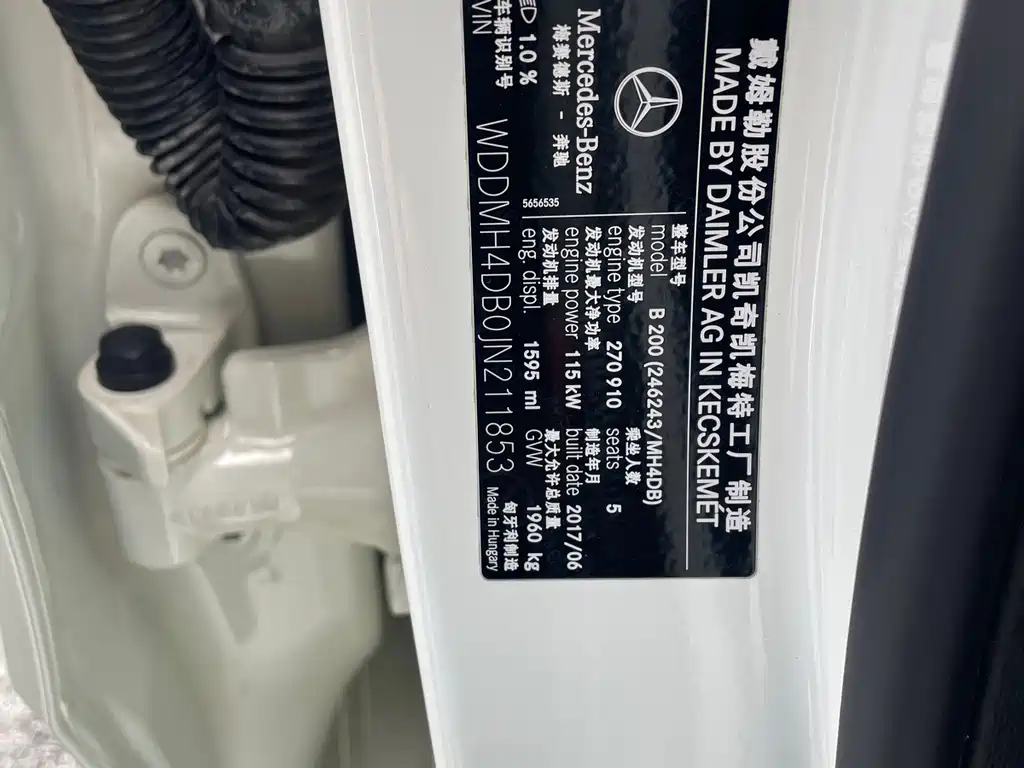 戴姆勒股份公司凯奇凯梅特工厂制造
MADE BY DAIMLER AG IN KECSKEMÉT
Mercedes-Benz
梅赛德斯 - 奔驰
整车型号
model B 200 (246243/MH4DB)
发动机型号 乘坐人数
engine type 270 910 seats 5
发动机最大净功率 制造年月
engine power 115 kW built date 2017/06
发动机排量 最大允许总质量
eng. displ. 1595 ml GVW 1960 kg
5656535
1.0 %
车辆识别号 匈牙利制造
VIN WDDMH4DB0JN211853 Made in Hungary